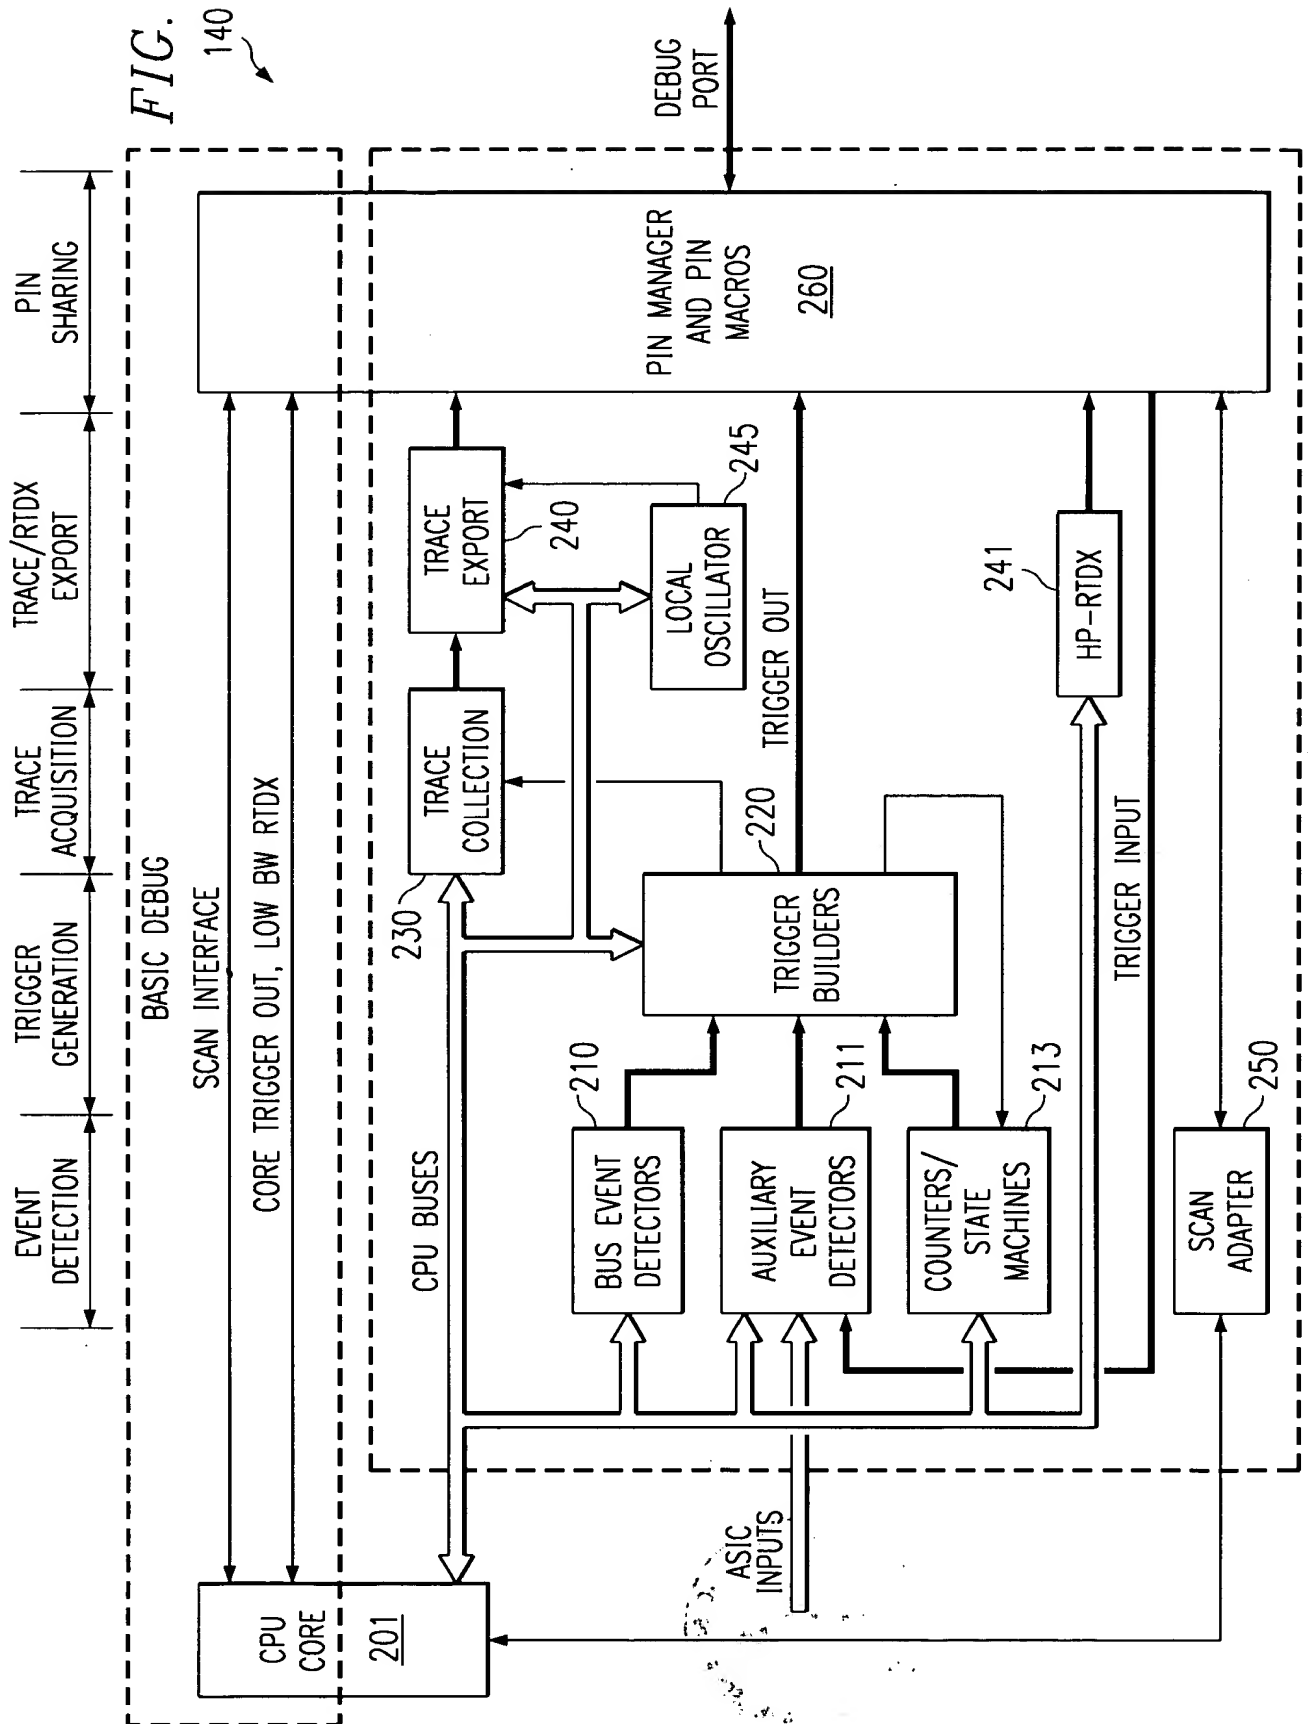 FIG.
140
EVENT
DETECTION
TRIGGER
GENERATION
TRACE
ACQUISITION
TRACE/RTDX
EXPORT
PIN
SHARING
BASIC DEBUG
SCAN INTERFACE
CORE TRIGGER OUT, LOW BW RTDX
CPU
CORE
201
CPU BUSES
230
TRACE
COLLECTION
TRACE
EXPORT
240
LOCAL
OSCILLATOR
245
PIN MANAGER
AND PIN
MACROS
260
DEBUG
PORT
BUS EVENT
DETECTORS
210
ASIC
INPUTS
AUXILIARY
EVENT
DETECTORS
211
TRIGGER
BUILDERS
220
TRIGGER OUT
COUNTERS/
STATE
MACHINES
213
241
HP-RTDX
TRIGGER INPUT
SCAN
ADAPTER
250